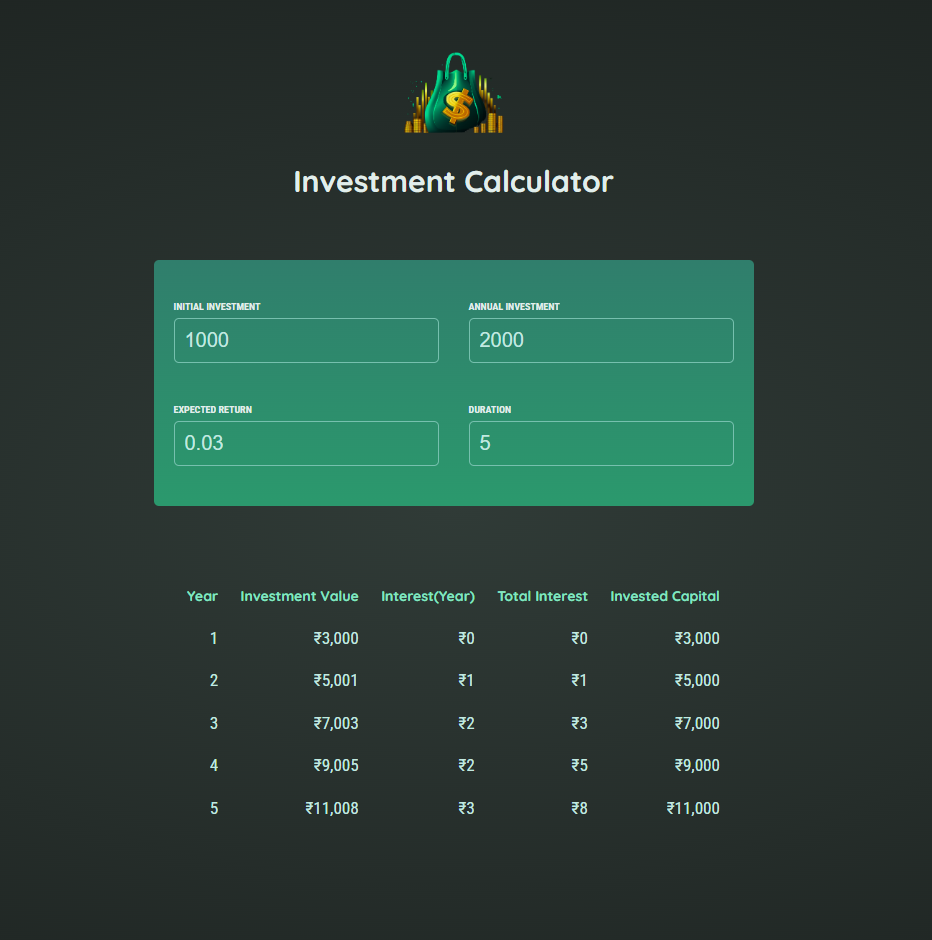 $
Investment Calculator
INITIAL INVESTMENT ANNUAL INVESTMENT
1000 2000
EXPECTED RETURN DURATION
0.03 5
Year Investment Value Interest(Year) Total Interest Invested Capital
1 ₹3,000 ₹0 ₹0 ₹3,000
2 ₹5,001 ₹1 ₹1 ₹5,000
3 ₹7,003 ₹2 ₹3 ₹7,000
4 ₹9,005 ₹2 ₹5 ₹9,000
5 ₹11,008 ₹3 ₹8 ₹11,000